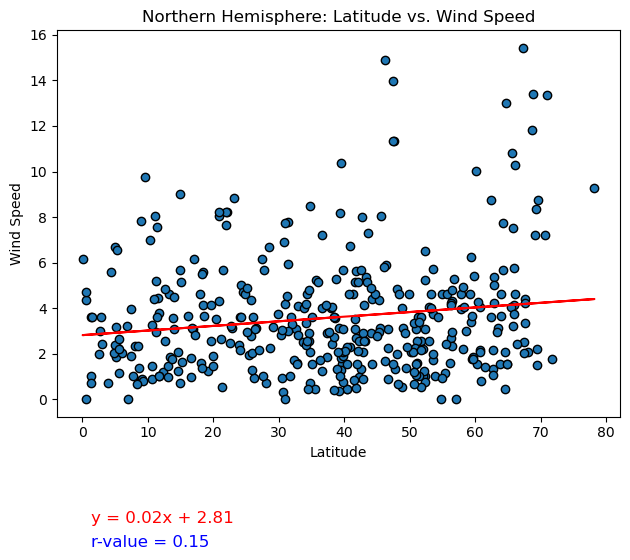 Northern Hemisphere: Latitude vs. Wind Speed
16
14
12
10
8
6
4
2
0
Wind Speed
0 10 20 30 40 50 60 70 80
Latitude
y = 0.02x + 2.81
r-value = 0.15